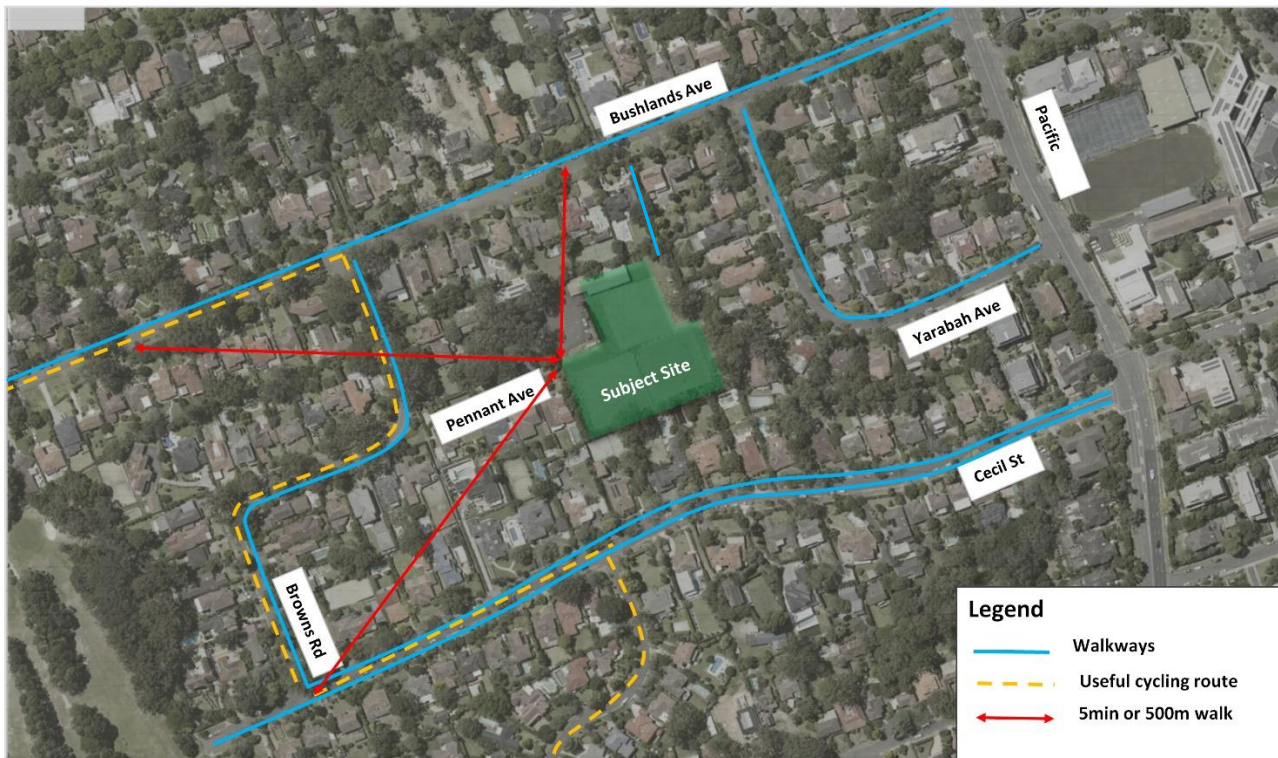 Bushlands Ave
Pacific
Yarabah Ave
Subject Site
Pennant Ave
Cecil St
Browns Rd
Legend
Walkways
Useful cycling route
5min or 500m walk